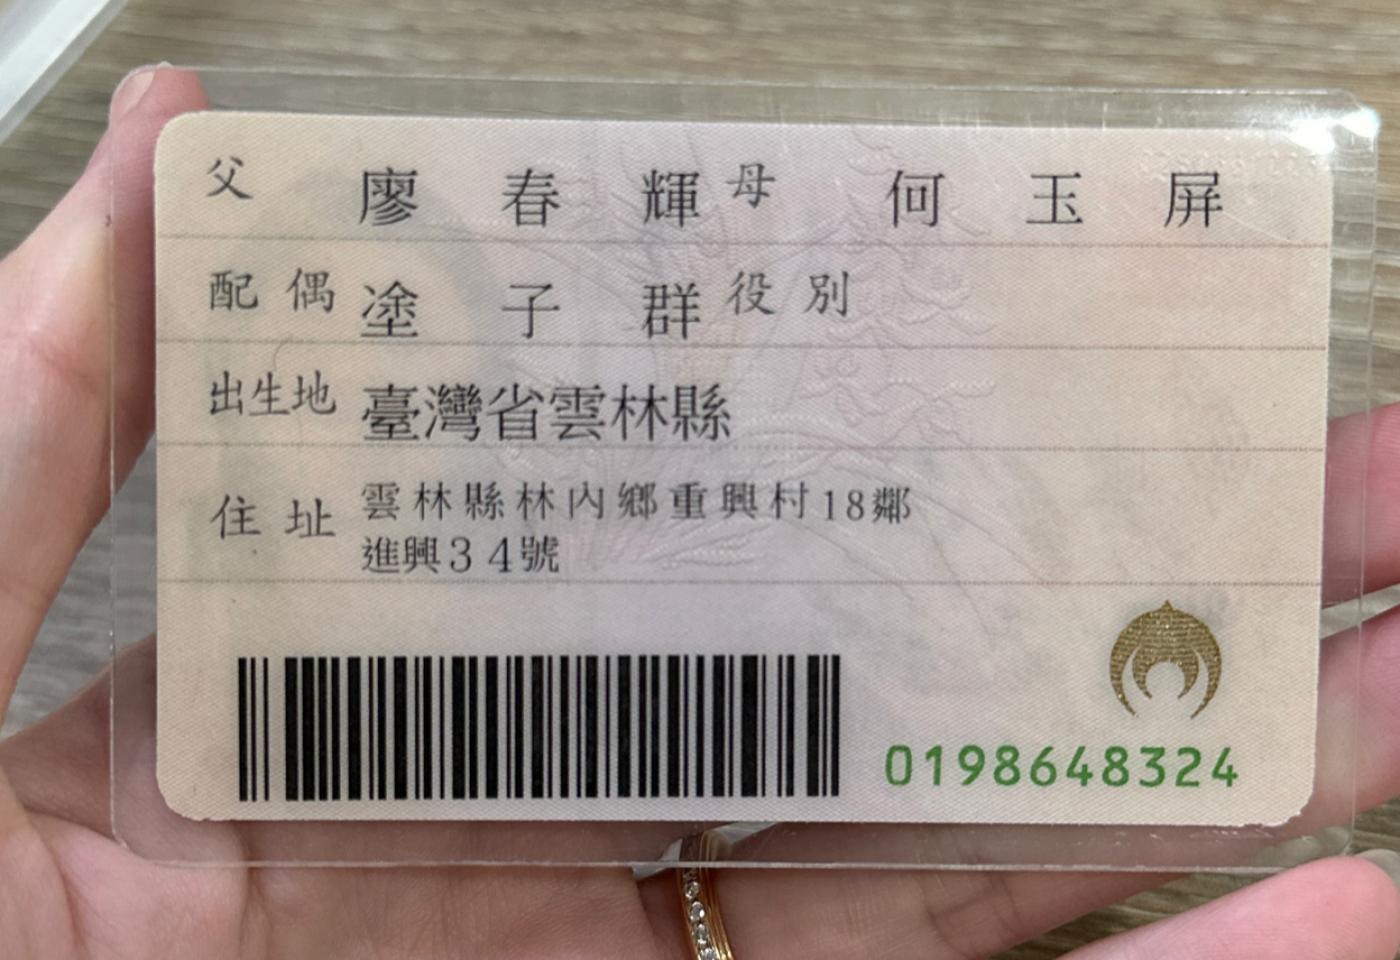 父 廖春輝 母 何玉屏
配偶 塗子群 役別
出生地 臺灣省雲林縣
住址 雲林縣林內鄉重興村18鄰
進興34號
0198648324